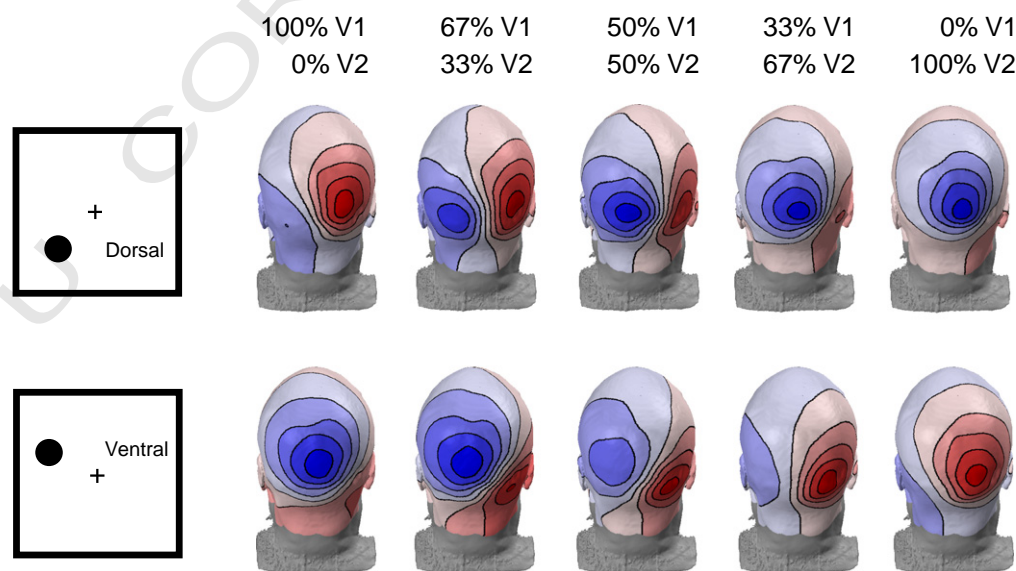 100% V1 67% V1 50% V1 33% V1 0% V1
0% V2 33% V2 50% V2 67% V2 100% V2
+
Dorsal
Ventral
+
U COR